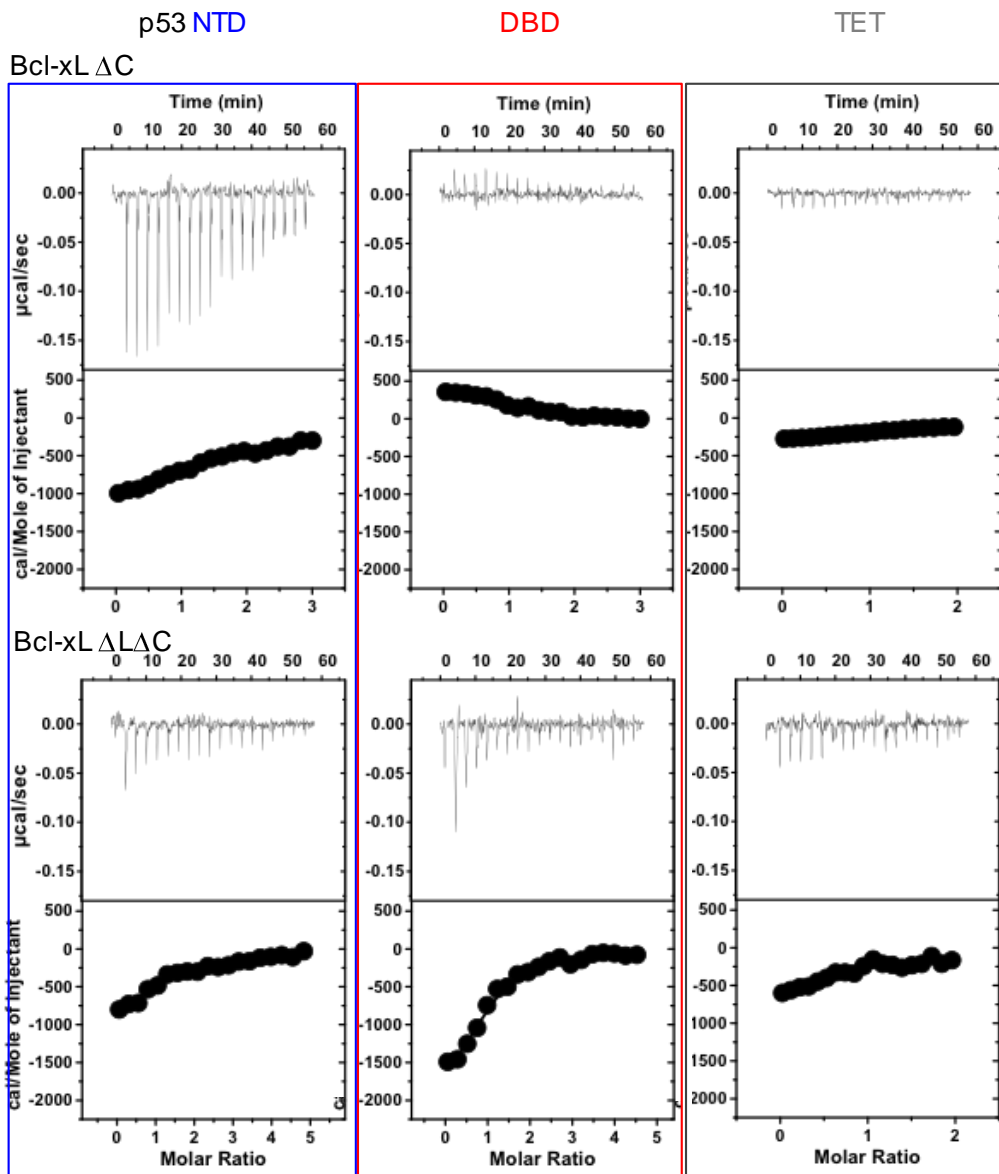 p53 NTD DBD TET
Bcl-xL ΔC
Time (min) Time (min) Time (min)
0 10 20 30 40 50 60 0 10 20 30 40 50 60 0 10 20 30 40 50 60
0.00 0.00 0.00
-0.05 -0.05 -0.05
-0.10 -0.10 -0.10
-0.15 -0.15 -0.15
µcal/sec
500 500 500
0 0 0
-500 -500 -500
-1000 -1000 -1000
-1500 -1500 -1500
-2000 -2000 -2000
cal/Mole of Injectant
0 1 2 3 0 1 2 3 0 1 2
Bcl-xL ΔLΔC
0 10 20 30 40 50 60 0 10 20 30 40 50 60 0 10 20 30 40 50 60
0.00 0.00 0.00
-0.05 -0.05 -0.05
-0.10 -0.10 -0.10
-0.15 -0.15 -0.15
µcal/sec
500 500 500
0 0 0
-500 -500 -500
-1000 -1000 1000
-1500 -1500 1500
-2000 -2000 2000
cal/Mole of Injectant
0 1 2 3 4 5 0 1 2 3 4 5 0 1 2
Molar Ratio Molar Ratio Molar Ratio